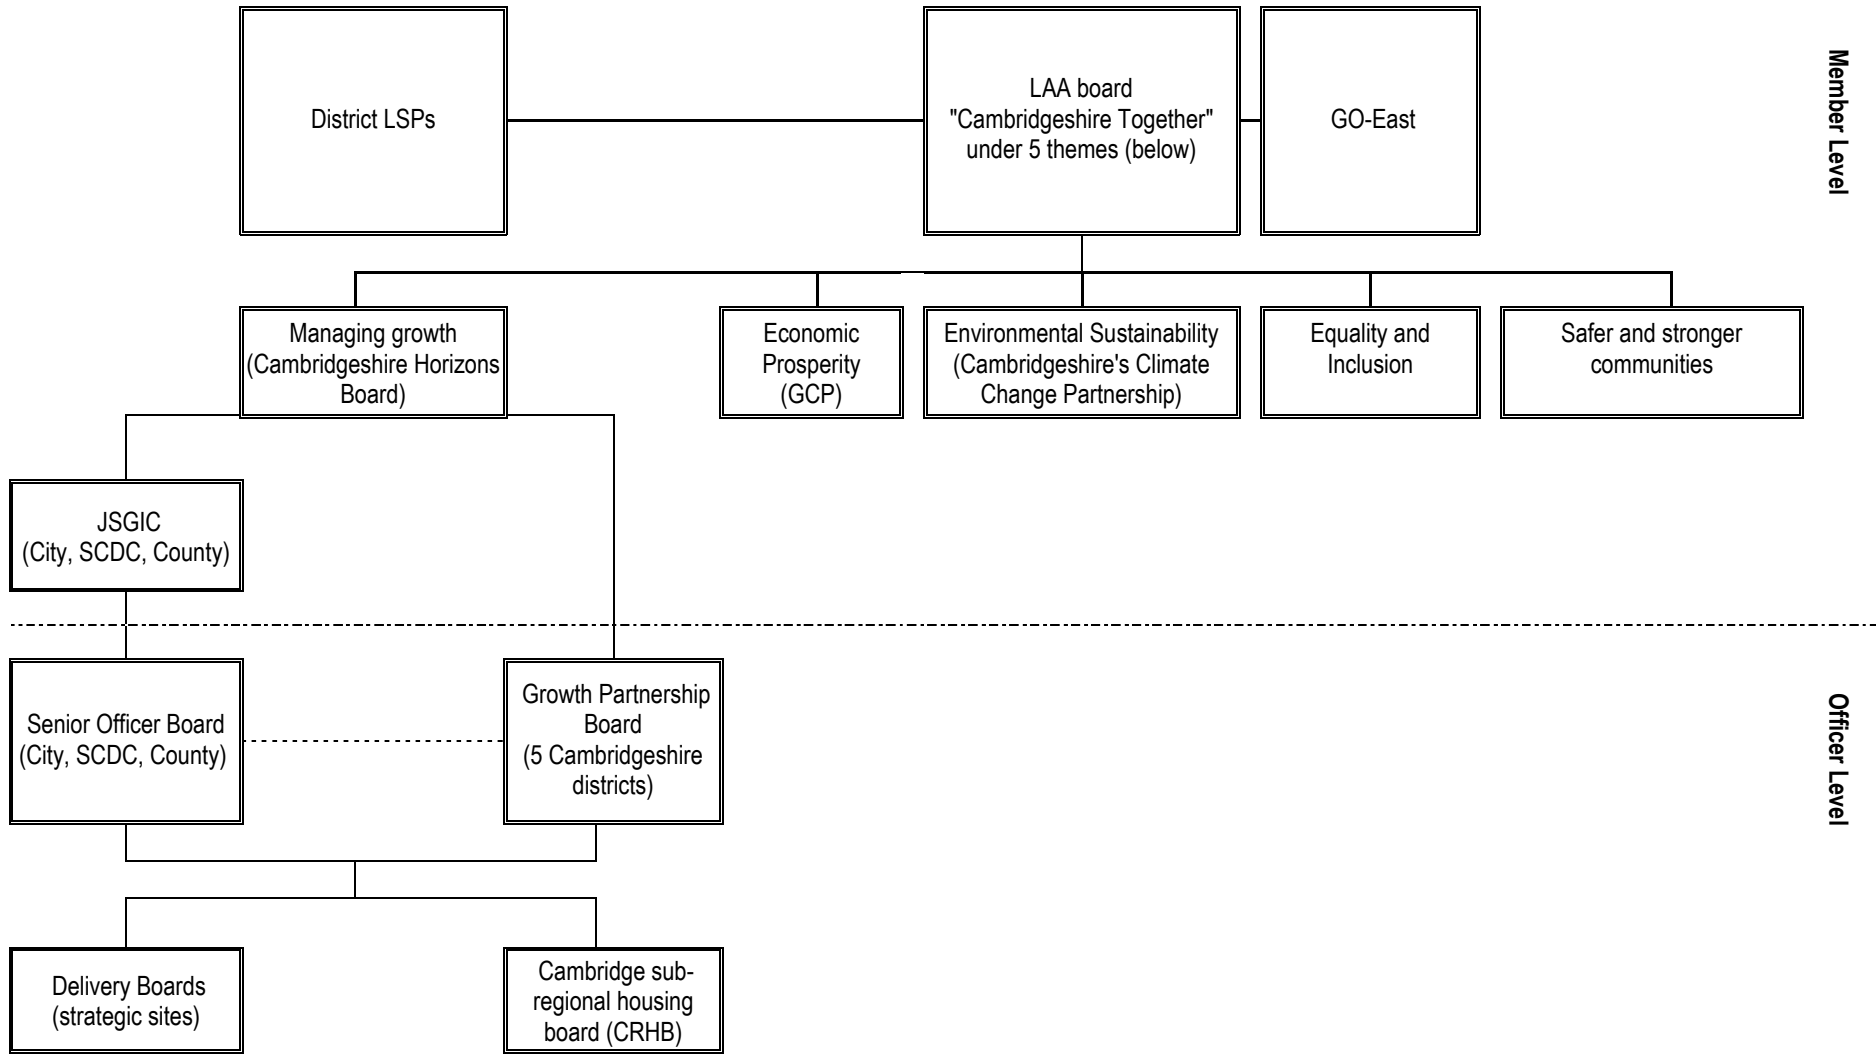 District LSPs
LAA board
"Cambridgeshire Together"
under 5 themes (below)
GO-East
Member Level
Managing growth
(Cambridgeshire Horizons
Board)
Economic
Prosperity
(GCP)
Environmental Sustainability
(Cambridgeshire's Climate
Change Partnership)
Equality and
Inclusion
Safer and stronger
communities
JSGIC
(City, SCDC, County)
Senior Officer Board
(City, SCDC, County)
Growth Partnership
Board
(5 Cambridgeshire
districts)
Officer Level
Delivery Boards
(strategic sites)
Cambridge sub-
regional housing
board (CRHB)